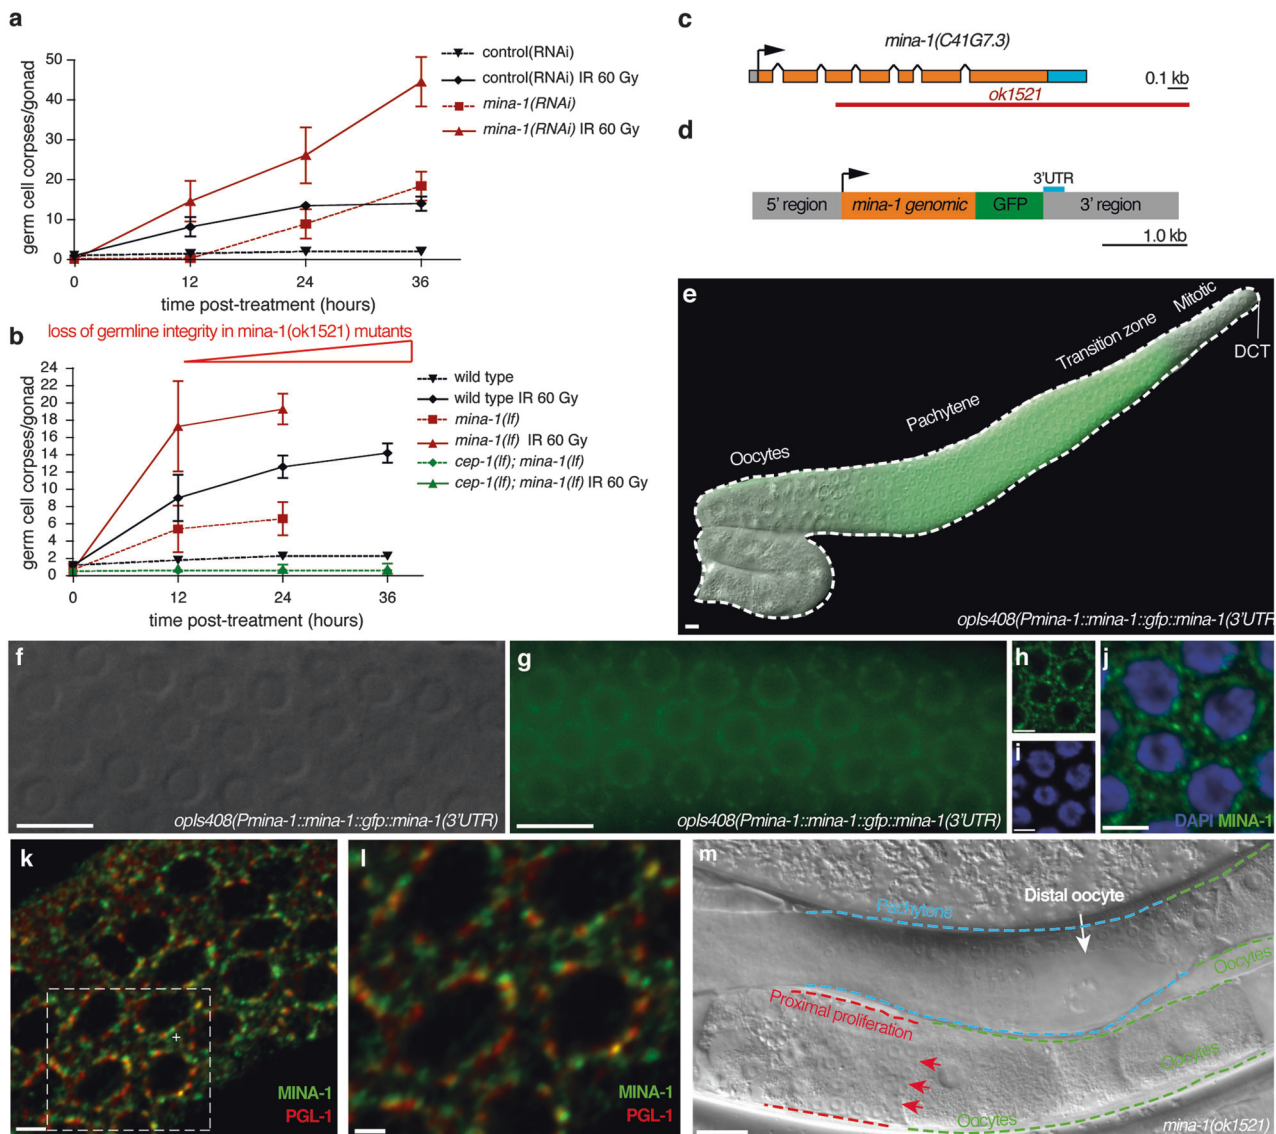 a
50
40
30
20
10
0
germ cell corpses/gonad
0 12 24 36
time post-treatment (hours)
control(RNAi)
control(RNAi) IR 60 Gy
mina-1(RNAi)
mina-1(RNAi) IR 60 Gy
b
loss of germline integrity in mina-1(ok1521) mutants
24
22
20
18
16
14
12
10
8
6
4
2
0
germ cell corpses/gonad
0 12 24 36
time post-treatment (hours)
wild type
wild type IR 60 Gy
mina-1(lf)
mina-1(lf) IR 60 Gy
cep-1(lf); mina-1(lf)
cep-1(lf); mina-1(lf) IR 60 Gy
c
mina-1(C41G7.3)
0.1 kb
ok1521
d
3'UTR
5' region mina-1 genomic GFP 3' region
1.0 kb
e
Mitotic
Transition zone
DCT
Pachytene
Oocytes
opIs408(Pmina-1::mina-1::gfp::mina-1(3'UTR
f
opIs408(Pmina-1::mina-1::gfp::mina-1(3'UTR)
g
opIs408(Pmina-1::mina-1::gfp::mina-1(3'UTR)
h
i
j
DAPI MINA-1
k
MINA-1
PGL-1
l
MINA-1
PGL-1
m
Pachytene
Distal oocyte
Oocytes
Proximal proliferation
Oocytes
Oocytes
mina-1(ok1521)